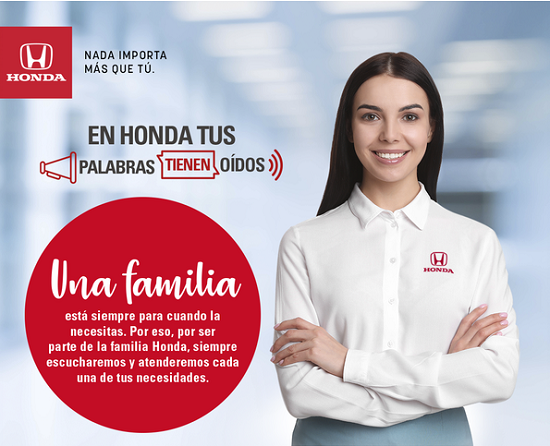 HONDA
NADA IMPORTA
MÁS QUE TÚ.
EN HONDA TUS
PALABRAS TIENEN OÍDOS
Una familia
está siempre para cuando la
necesitas. Por eso, por ser
parte de la familia Honda, siempre
escucharemos y atenderemos cada
una de tus necesidades.
HONDA